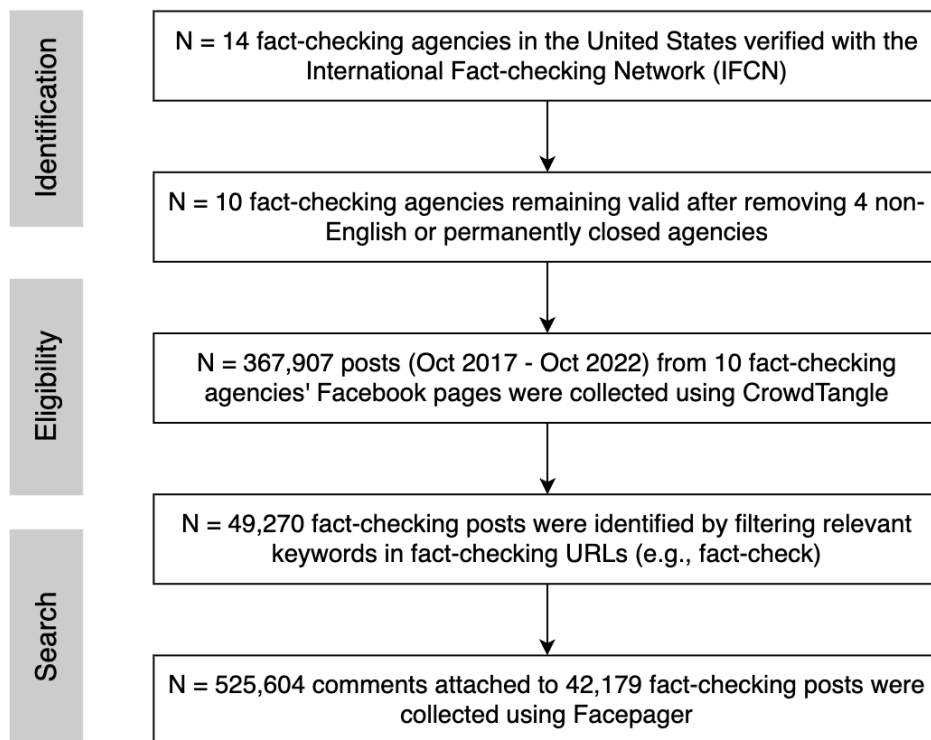 Identification
N = 14 fact-checking agencies in the United States verified with the
International Fact-checking Network (IFCN)
N = 10 fact-checking agencies remaining valid after removing 4 non-
English or permanently closed agencies
Eligibility
N = 367,907 posts (Oct 2017 - Oct 2022) from 10 fact-checking
agencies' Facebook pages were collected using CrowdTangle
N = 49,270 fact-checking posts were identified by filtering relevant
keywords in fact-checking URLs (e.g., fact-check)
Search
N = 525,604 comments attached to 42,179 fact-checking posts were
collected using Facepager